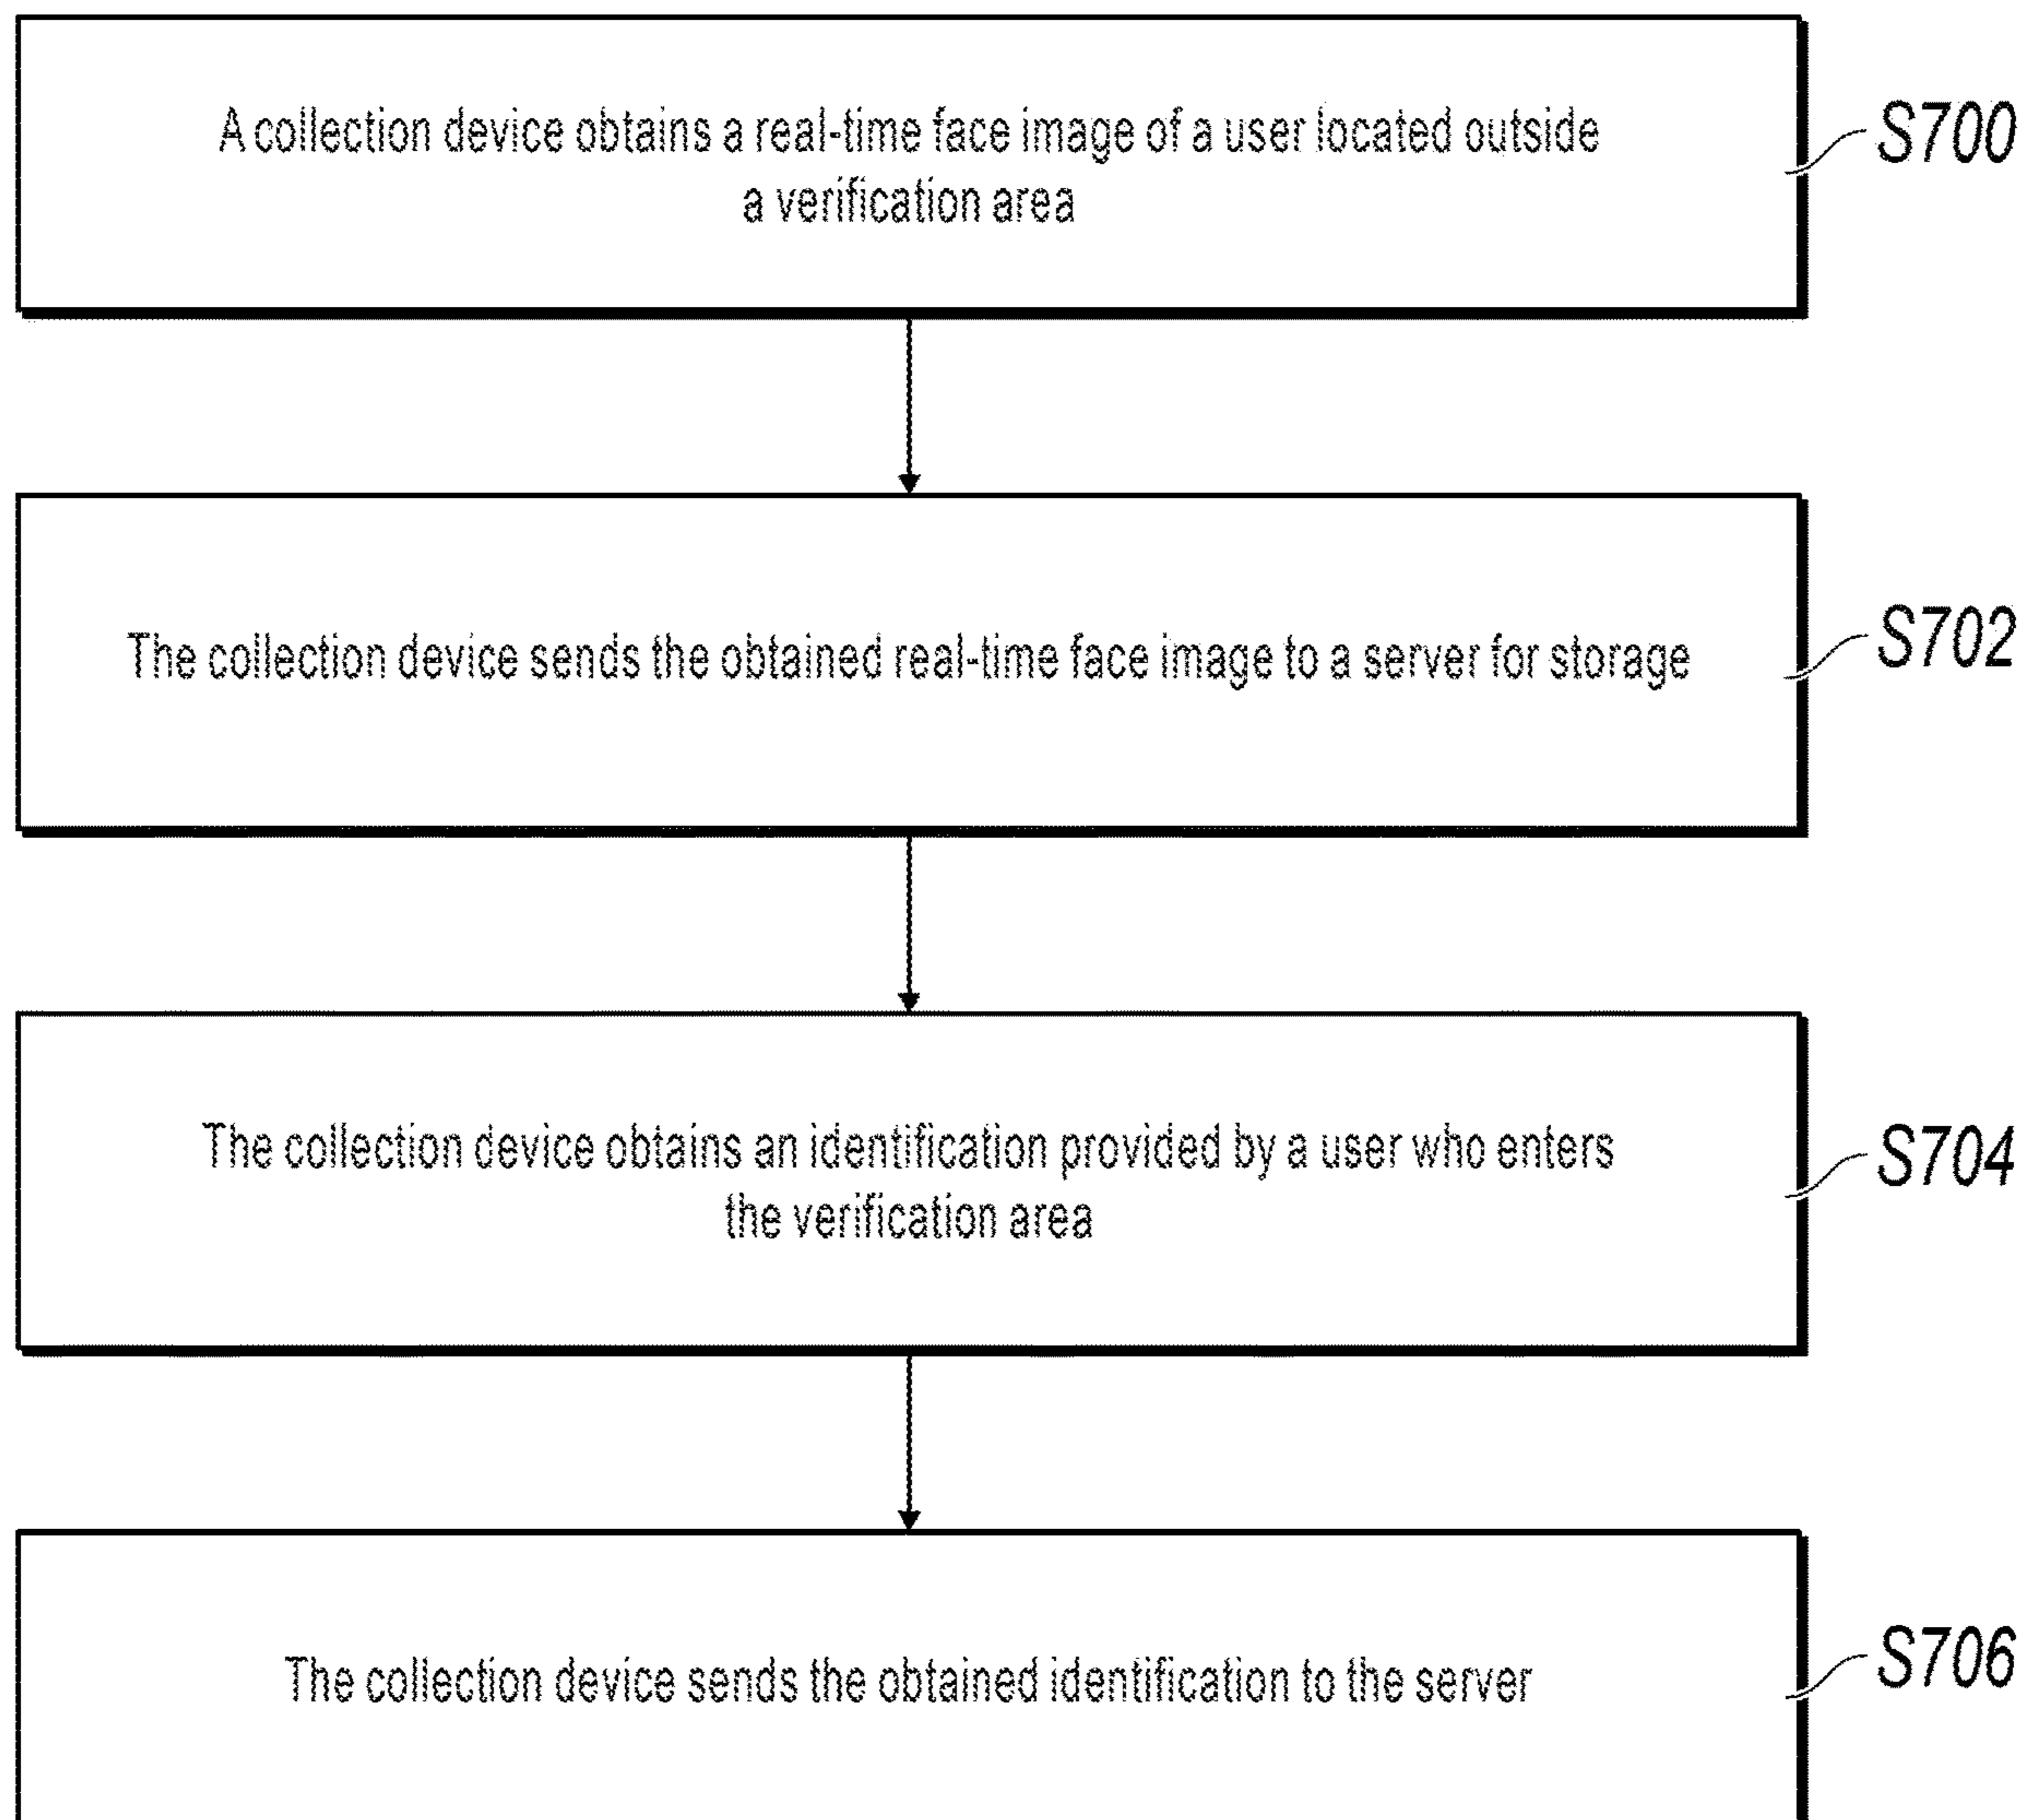 A collection device obtains a real-time face image of a user located outside
a verification area
S700
The collection device sends the obtained real-time face image to a server for storage
S702
The collection device obtains an identification provided by a user who enters
the verification area
S704
The collection device sends the obtained identification to the server
S706